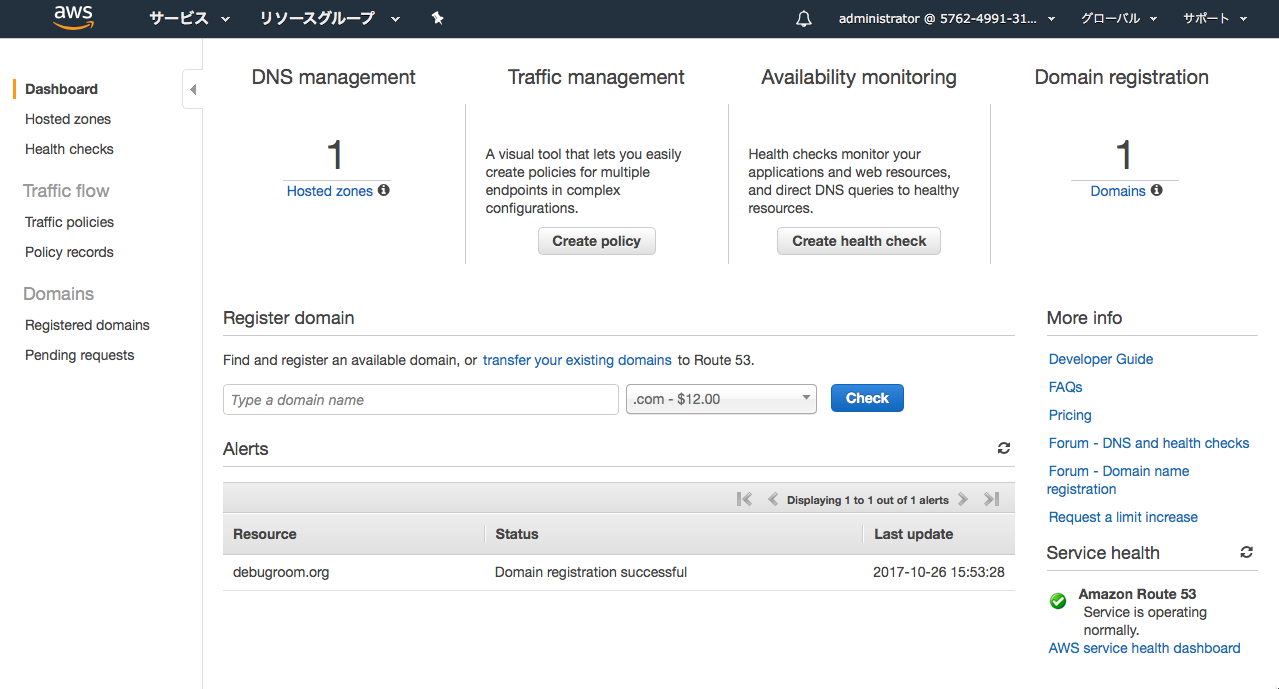 aws サービス リソースグループ administrator @ 5762-4991-31... グローバル サポート
Dashboard
Hosted zones
Health checks
Traffic flow
Traffic policies
Policy records
Domains
Registered domains
Pending requests
DNS management
1
Hosted zones
Traffic management
A visual tool that lets you easily
create policies for multiple
endpoints in complex
configurations.
Create policy
Availability monitoring
Health checks monitor your
applications and web resources,
and direct DNS queries to healthy
resources.
Create health check
Domain registration
1
Domains
Register domain
Find and register an available domain, or transfer your existing domains to Route 53.
Type a domain name .com - $12.00 Check
Alerts
Displaying 1 to 1 out of 1 alerts
Resource Status Last update
debugroom.org Domain registration successful 2017-10-26 15:53:28
More info
Developer Guide
FAQs
Pricing
Forum - DNS and health checks
Forum - Domain name
registration
Request a limit increase
Service health
Amazon Route 53
Service is operating
normally.
AWS service health dashboard